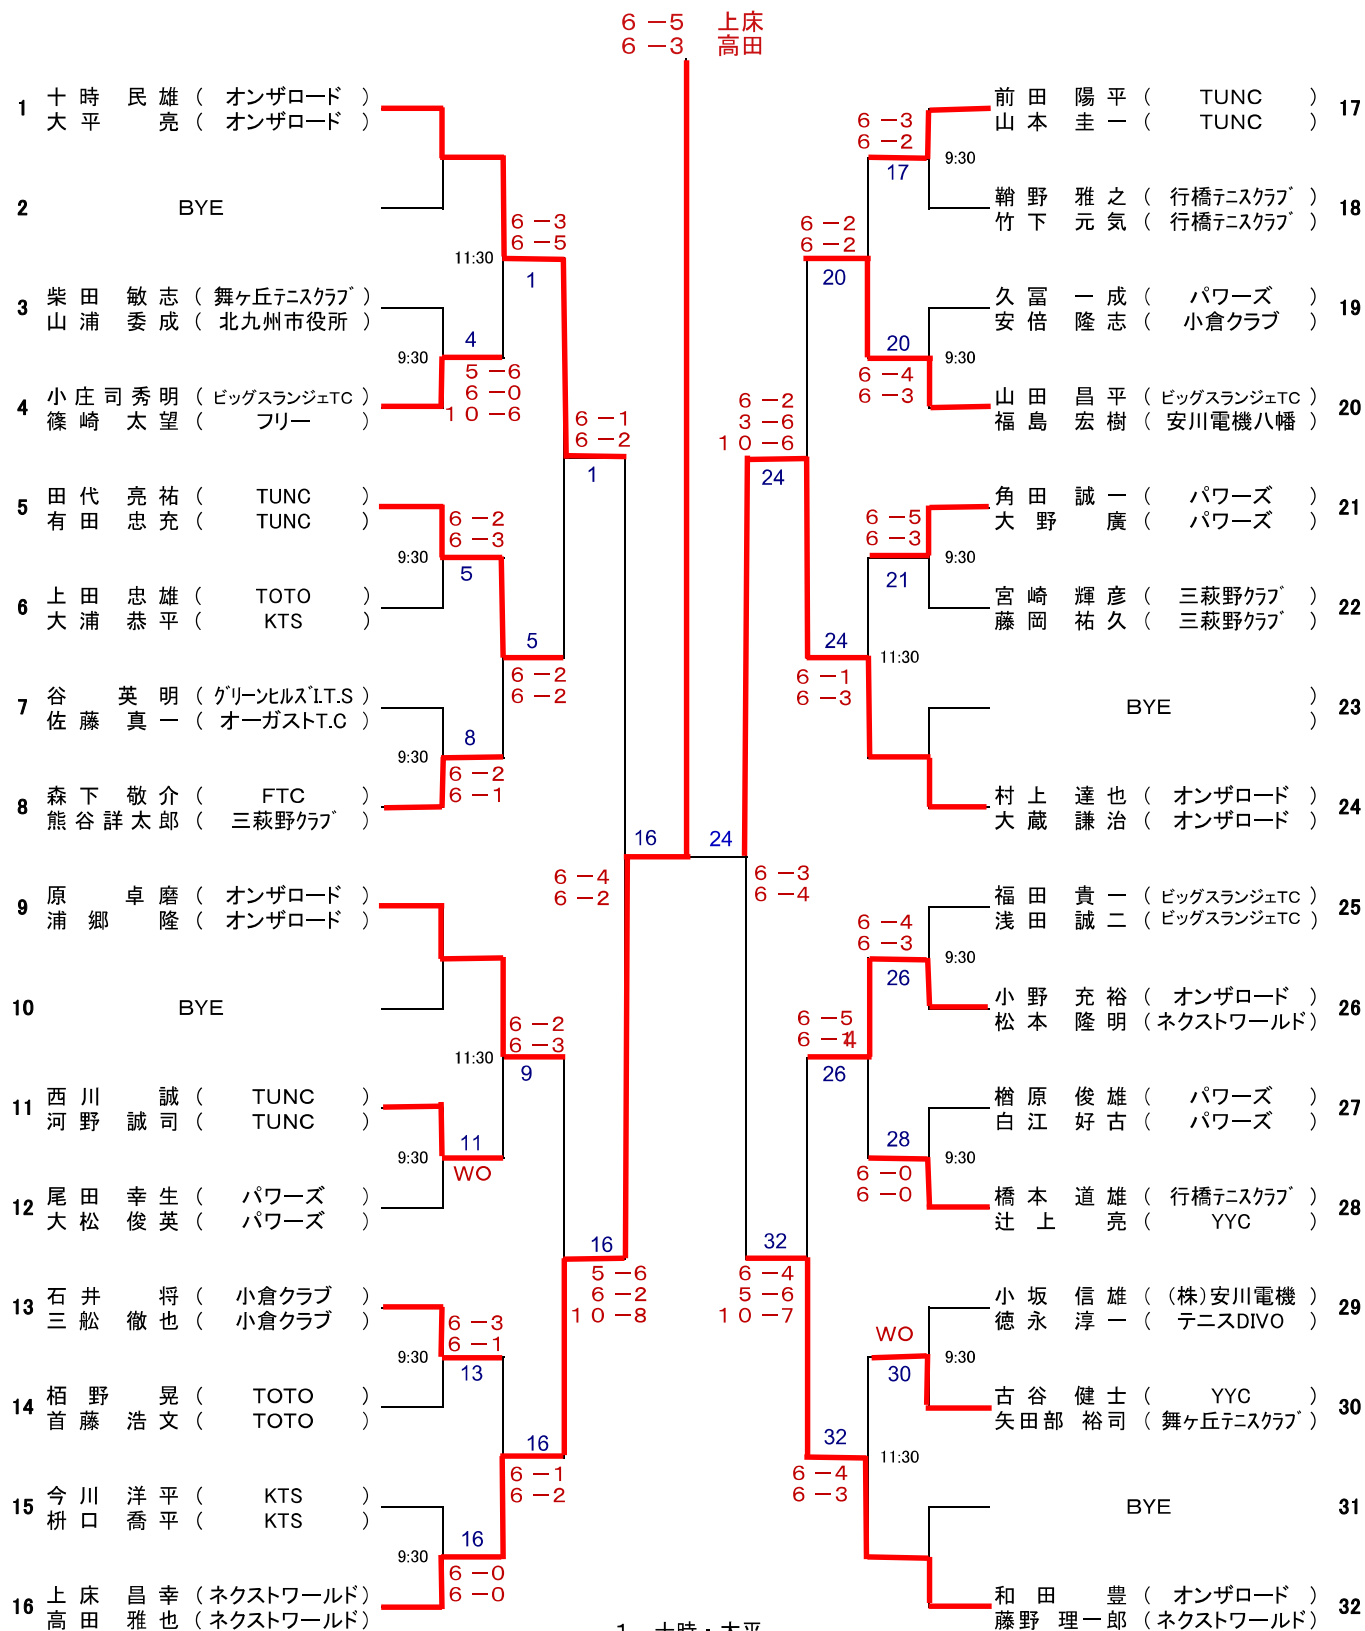 6 －5 上床
6 －3 高田
1 十時 民雄 ( オンザロード )
大平 亮 ( オンザロード )
2 BYE
11:30
6 －3
6 －5
1
3 柴田 敏志 ( 舞ヶ丘テニスクラブ )
山浦 委成 ( 北九州市役所 )
9:30
4
5 －6
6 －0
10 －6
4 小庄司秀明 ( ビッグスランジェTC )
篠崎 太望 ( フリー )
6 －1
6 －2
1
5 田代 亮祐 ( TUNC )
有田 忠充 ( TUNC )
9:30
6 －2
6 －3
5
6 上田 忠雄 ( TOTO )
大浦 恭平 ( KTS )
5
6 －2
6 －2
7 谷 英明 ( グリーンヒルズI.T.S )
佐藤 真一 ( オーガストT.C )
9:30
8
6 －2
6 －1
8 森下 敬介 ( FTC )
熊谷詳太郎 ( 三萩野クラブ )
16
6 －4
6 －2
9 原 卓磨 ( オンザロード )
浦郷 隆 ( オンザロード )
10 BYE
11:30
6 －2
6 －3
9
11 西川 誠 ( TUNC )
河野 誠司 ( TUNC )
9:30
11
WO
12 尾田 幸生 ( パワーズ )
大松 俊英 ( パワーズ )
16
5 －6
6 －2
10 －8
13 石井 将 ( 小倉クラブ )
三舩 徹也 ( 小倉クラブ )
9:30
6 －3
6 －1
13
14 栢野 晃 ( TOTO )
首藤 浩文 ( TOTO )
16
6 －1
6 －2
15 今川 洋平 ( KTS )
枡口 喬平 ( KTS )
9:30
16
6 －0
6 －0
16 上床 昌幸 ( ネクストワールド )
高田 雅也 ( ネクストワールド )
前田 陽平 ( TUNC ) 17
山本 圭一 ( TUNC )
6 －3
6 －2
17
9:30
鞘野 雅之 ( 行橋テニスクラブ ) 18
竹下 元気 ( 行橋テニスクラブ )
6 －2
6 －2
20
久冨 一成 ( パワーズ ) 19
安倍 隆志 ( 小倉クラブ )
20
9:30
6 －4
6 －3
山田 昌平 ( ビッグスランジェTC ) 20
福島 宏樹 ( 安川電機八幡 )
6 －2
3 －6
10 －6
24
角田 誠一 ( パワーズ ) 21
大野 廣 ( パワーズ )
6 －5
6 －3
21
9:30
宮崎 輝彦 ( 三萩野クラブ ) 22
藤岡 祐久 ( 三萩野クラブ )
24
11:30
6 －1
6 －3
BYE ) 23
)
村上 達也 ( オンザロード ) 24
大蔵 謙治 ( オンザロード )
24
6 －3
6 －4
福田 貴一 ( ビッグスランジェTC ) 25
浅田 誠二 ( ビッグスランジェTC )
6 －4
6 －3
26
9:30
小野 充裕 ( オンザロード ) 26
松本 隆明 ( ネクストワールド )
6 －5
6 －4
26
楢原 俊雄 ( パワーズ ) 27
白江 好古 ( パワーズ )
28
9:30
6 －0
6 －0
橋本 道雄 ( 行橋テニスクラブ ) 28
辻上 亮 ( YYC )
32
6 －4
5 －6
10 －7
小坂 信雄 ( (株)安川電機 ) 29
徳永 淳一 ( テニスDIVO )
WO
30
9:30
古谷 健士 ( YYC ) 30
矢田部 裕司 ( 舞ヶ丘テニスクラブ )
32
11:30
6 －4
6 －3
BYE 31
和田 豊 ( オンザロード ) 32
藤野 理一郎 ( ネクストワールド )
1 十時・大平